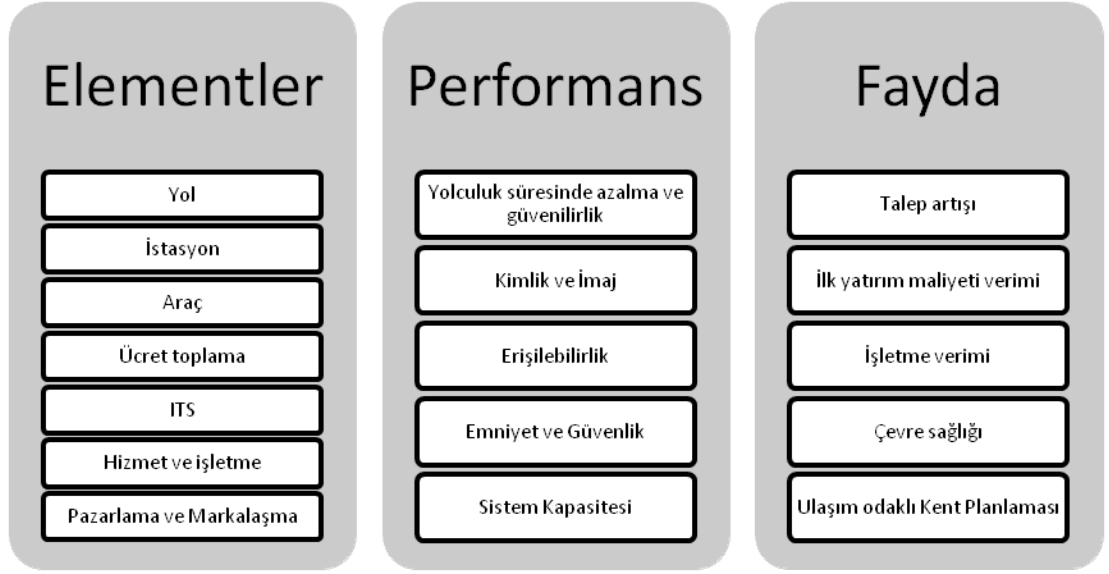 Elementler
Yol
İstasyon
Araç
Ücret toplama
ITS
Hizmet ve işletme
Pazarlama ve Markalaşma
Performans
Yolculuk süresinde azalma ve
güvenilirlik
Kimlik ve İmaj
Erişilebilirlik
Emniyet ve Güvenlik
Sistem Kapasitesi
Fayda
Talep artışı
İlk yatırım maliyeti verimi
İşletme verimi
Çevre sağlığı
Ulaşım odaklı Kent Planlaması